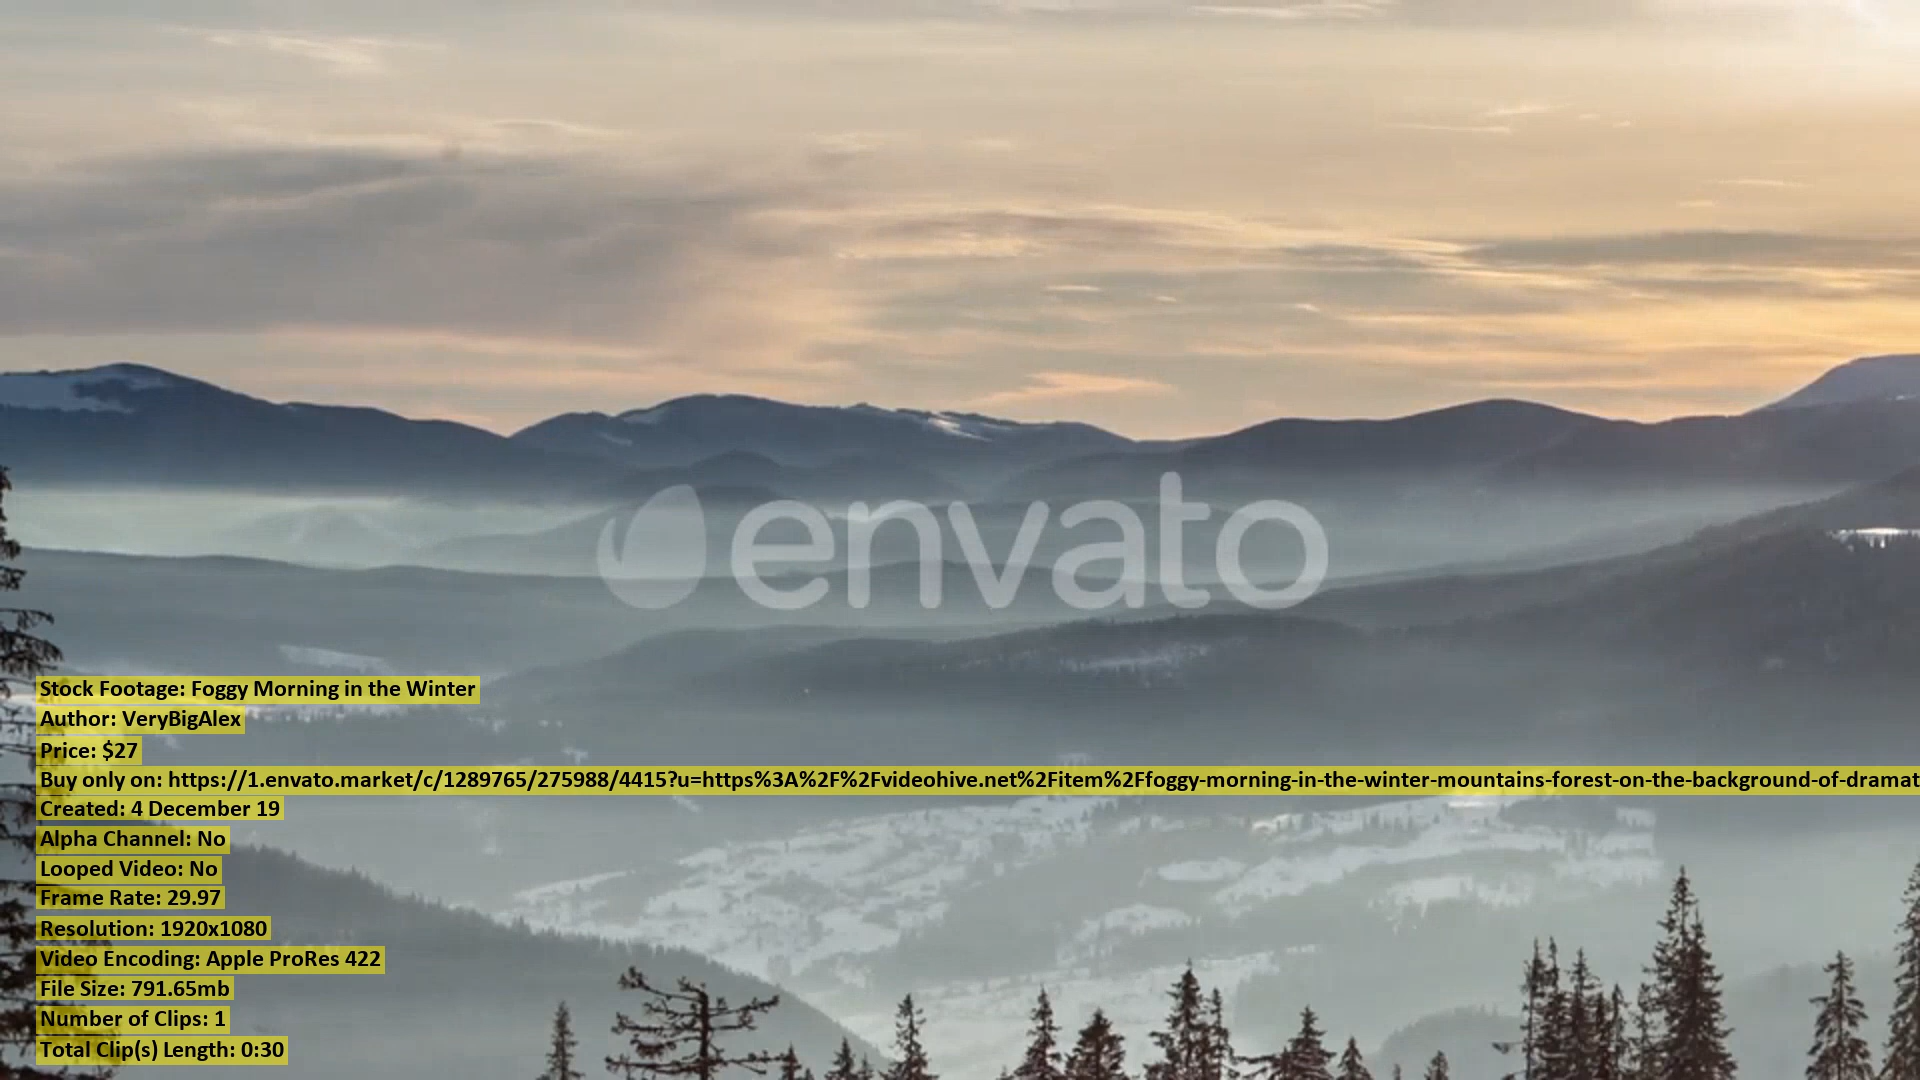 envato
Stock Footage: Foggy Morning in the Winter
Author: VeryBigAlex
Price: $27
Buy only on: https://1.envato.market/c/1289765/275988/4415?u=https%3A%2F%2Fvideohive.net%2Fitem%2Ffoggy-morning-in-the-winter-mountains-forest-on-the-background-of-dramat
Created: 4 December 19
Alpha Channel: No
Looped Video: No
Frame Rate: 29.97
Resolution: 1920x1080
Video Encoding: Apple ProRes 422
File Size: 791.65mb
Number of Clips: 1
Total Clip(s) Length: 0:30